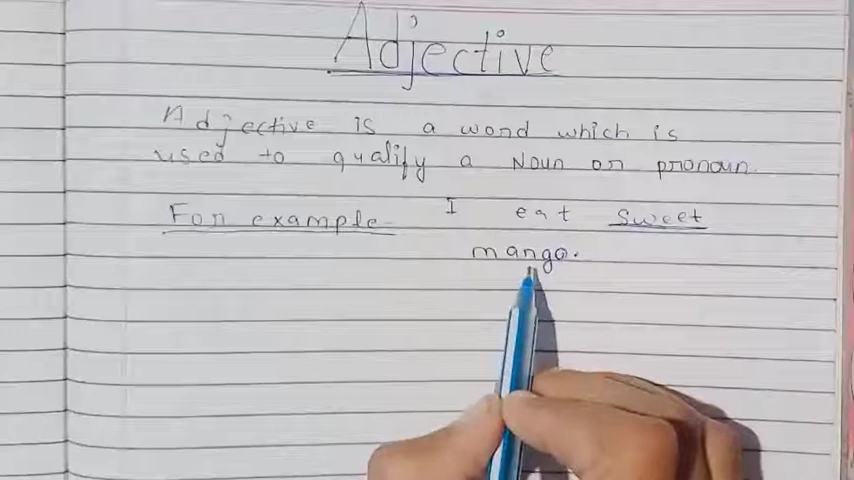 Adjective
Adjective is a word which is
used to qualify a Noun or pronoun.
For example- I eat sweet
mango.